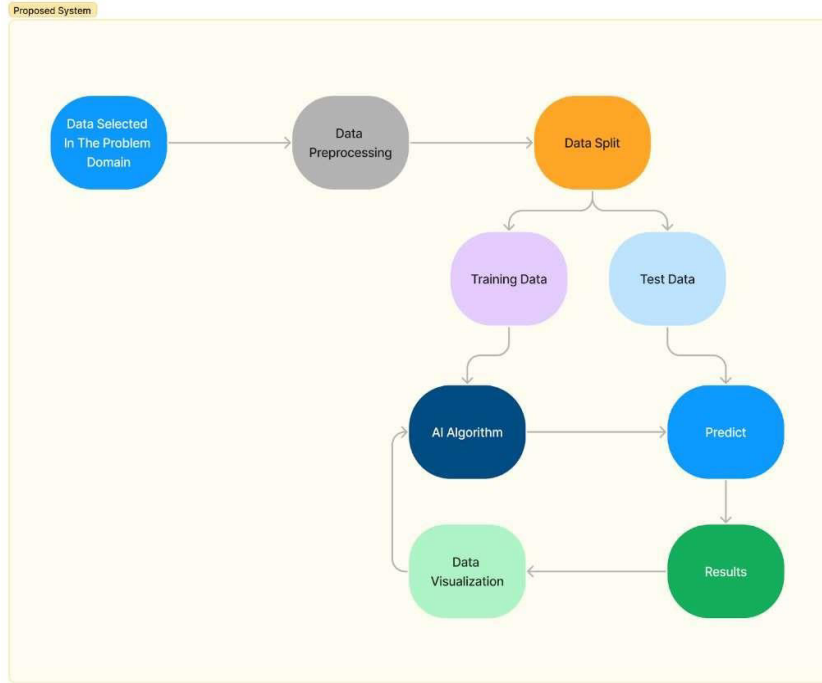 Proposed System
Data Selected
In The Problem
Domain
Data
Preprocessing
Data Split
Training Data
Test Data
AI Algorithm
Predict
Data
Visualization
Results